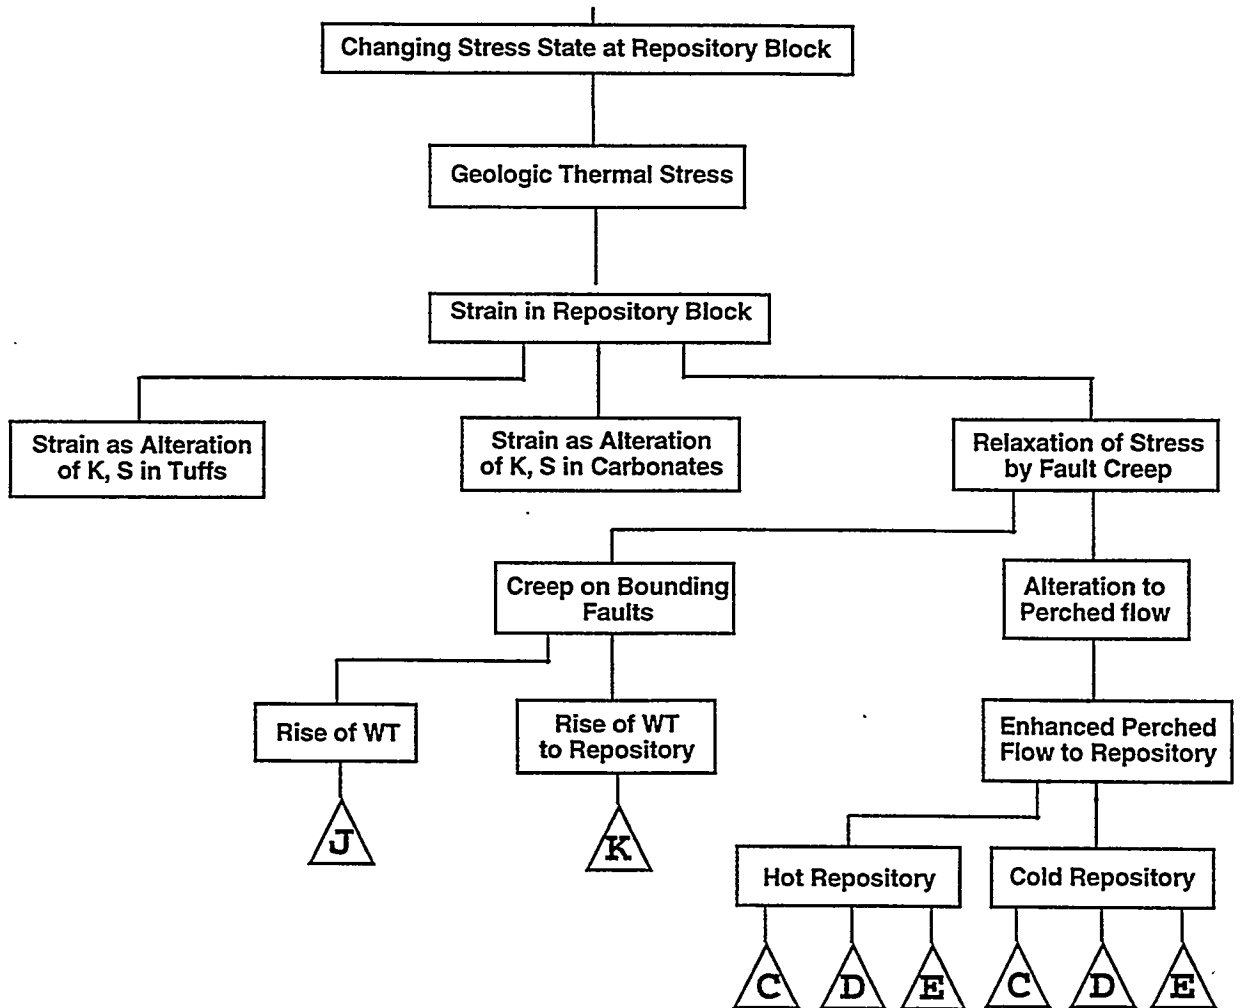 Changing Stress State at Repository Block
Geologic Thermal Stress
Strain in Repository Block
Strain as Alteration
of K, S in Tuffs
Strain as Alteration
of K, S in Carbonates
Relaxation of Stress
by Fault Creep
Creep on Bounding
Faults
Alteration to
Perched flow
Rise of WT
Rise of WT
to Repository
Enhanced Perched
Flow to Repository
J
K
Hot Repository
Cold Repository
C
D
E
C
D
E